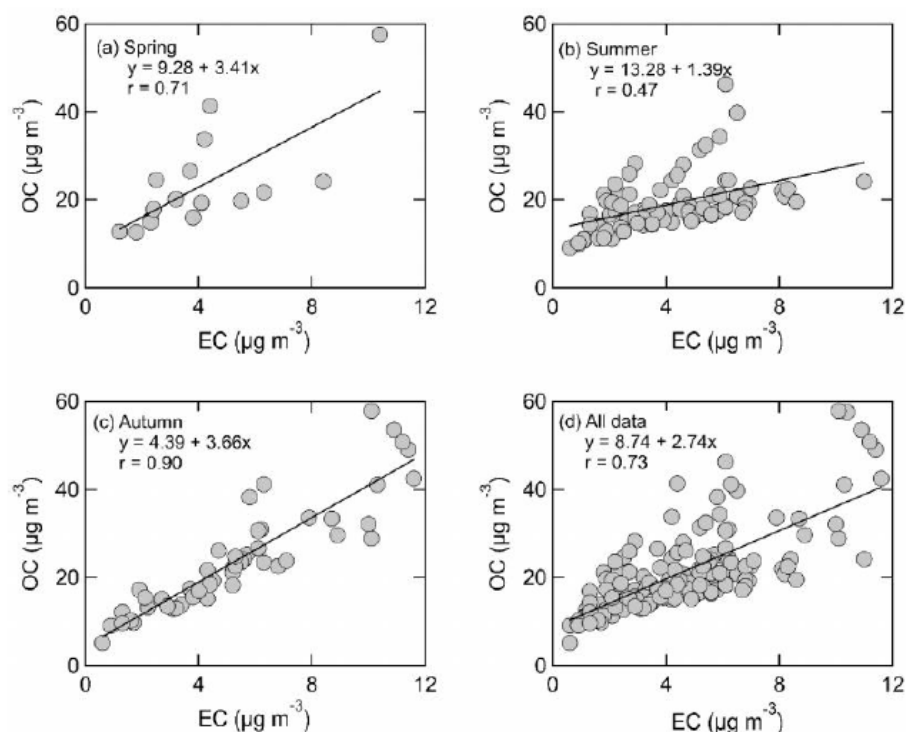 (a) Spring
y = 9.28 + 3.41x
r = 0.71
60
40
20
0
OC (µg m⁻³)
0 4 8 12
EC (µg m⁻³)
(b) Summer
y = 13.28 + 1.39x
r = 0.47
60
40
20
0
OC (µg m⁻³)
0 4 8 12
EC (µg m⁻³)
(c) Autumn
y = 4.39 + 3.66x
r = 0.90
60
40
20
0
OC (µg m⁻³)
0 4 8 12
EC (µg m⁻³)
(d) All data
y = 8.74 + 2.74x
r = 0.73
60
40
20
0
OC (µg m⁻³)
0 4 8 12
EC (µg m⁻³)